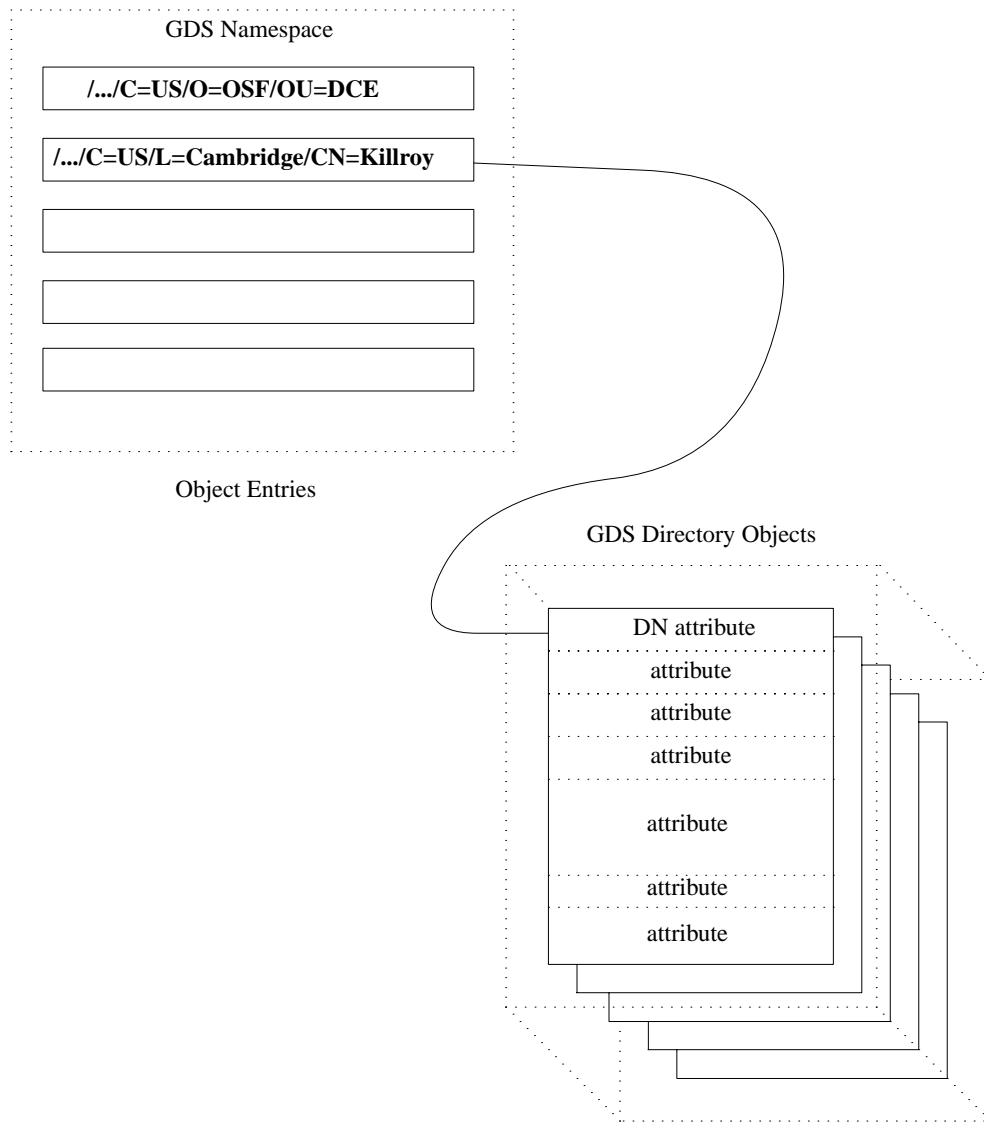 GDS Namespace
/.../C=US/O=OSF/OU=DCE
/.../C=US/L=Cambridge/CN=Killroy
Object Entries
GDS Directory Objects
DN attribute
attribute
attribute
attribute
attribute
attribute
attribute